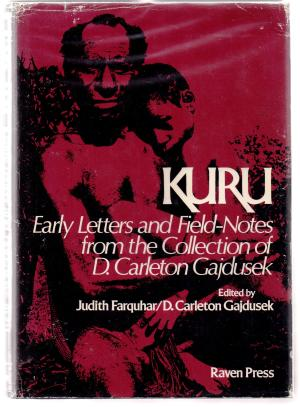 KURU
Early Letters and Field-Notes
from the Collection of
D. Carleton Gajdusek
Edited by
Judith Farquhar/D. Carleton Gajdusek
Raven Press